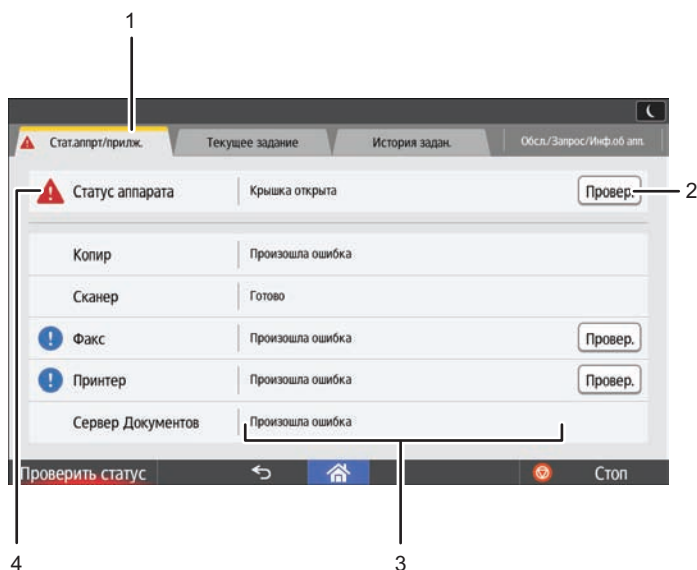 1
Стат.аппрт/прилж. Текущее задание История задан. Обсл./Запрос/Инф.об апп.
Статус аппарата Крышка открыта Провер. 2
Копир Произошла ошибка
Сканер Готово
Факс Произошла ошибка Провер.
Принтер Произошла ошибка Провер.
Сервер Документов Произошла ошибка
Проверить статус Стоп
4 3